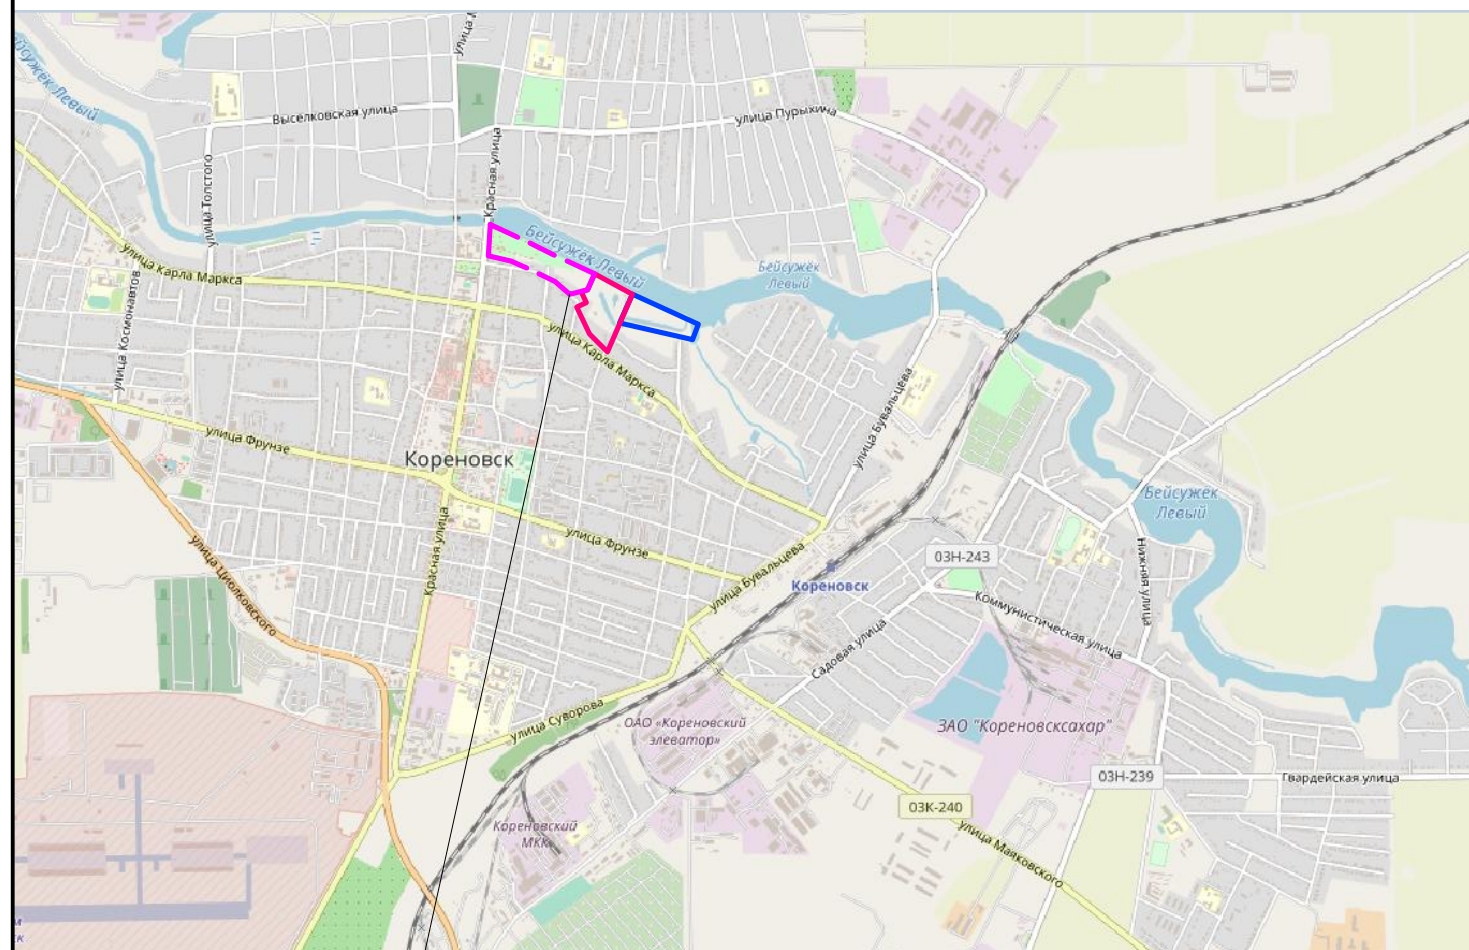 Бейсужёк Левый
Выселковская улица
улица Пурыхина
Красная улица
улица Толстого
Бейсужёк Левый
Бейсужёк
Левый
улица Карла Маркса
улица Космонавтов
улица Карла Маркса
улица Бувальцева
улица Фрунзе
Кореновск
Бейсужёк
Левый
Красная улица
улица Фрунзе
улица Циолковского
улица Бувальцева
Кореновск
03Н-243
Нижняя улица
Коммунистическая улица
Садовая улица
улица Суворова
ОАО «Кореновский
элеватор»
ЗАО "Кореновсксахар"
03Н-239
Гвардейская улица
03К-240
Кореновский
МКК
улица Маяковского